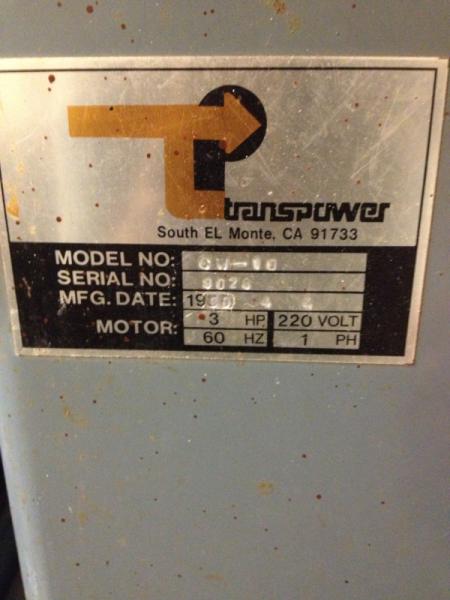 transpower
South EL Monte, CA 91733
MODEL NO:
SERIAL NO:
MFG. DATE: 19
MOTOR: 3 HP 220 VOLT
60 HZ 1 PH